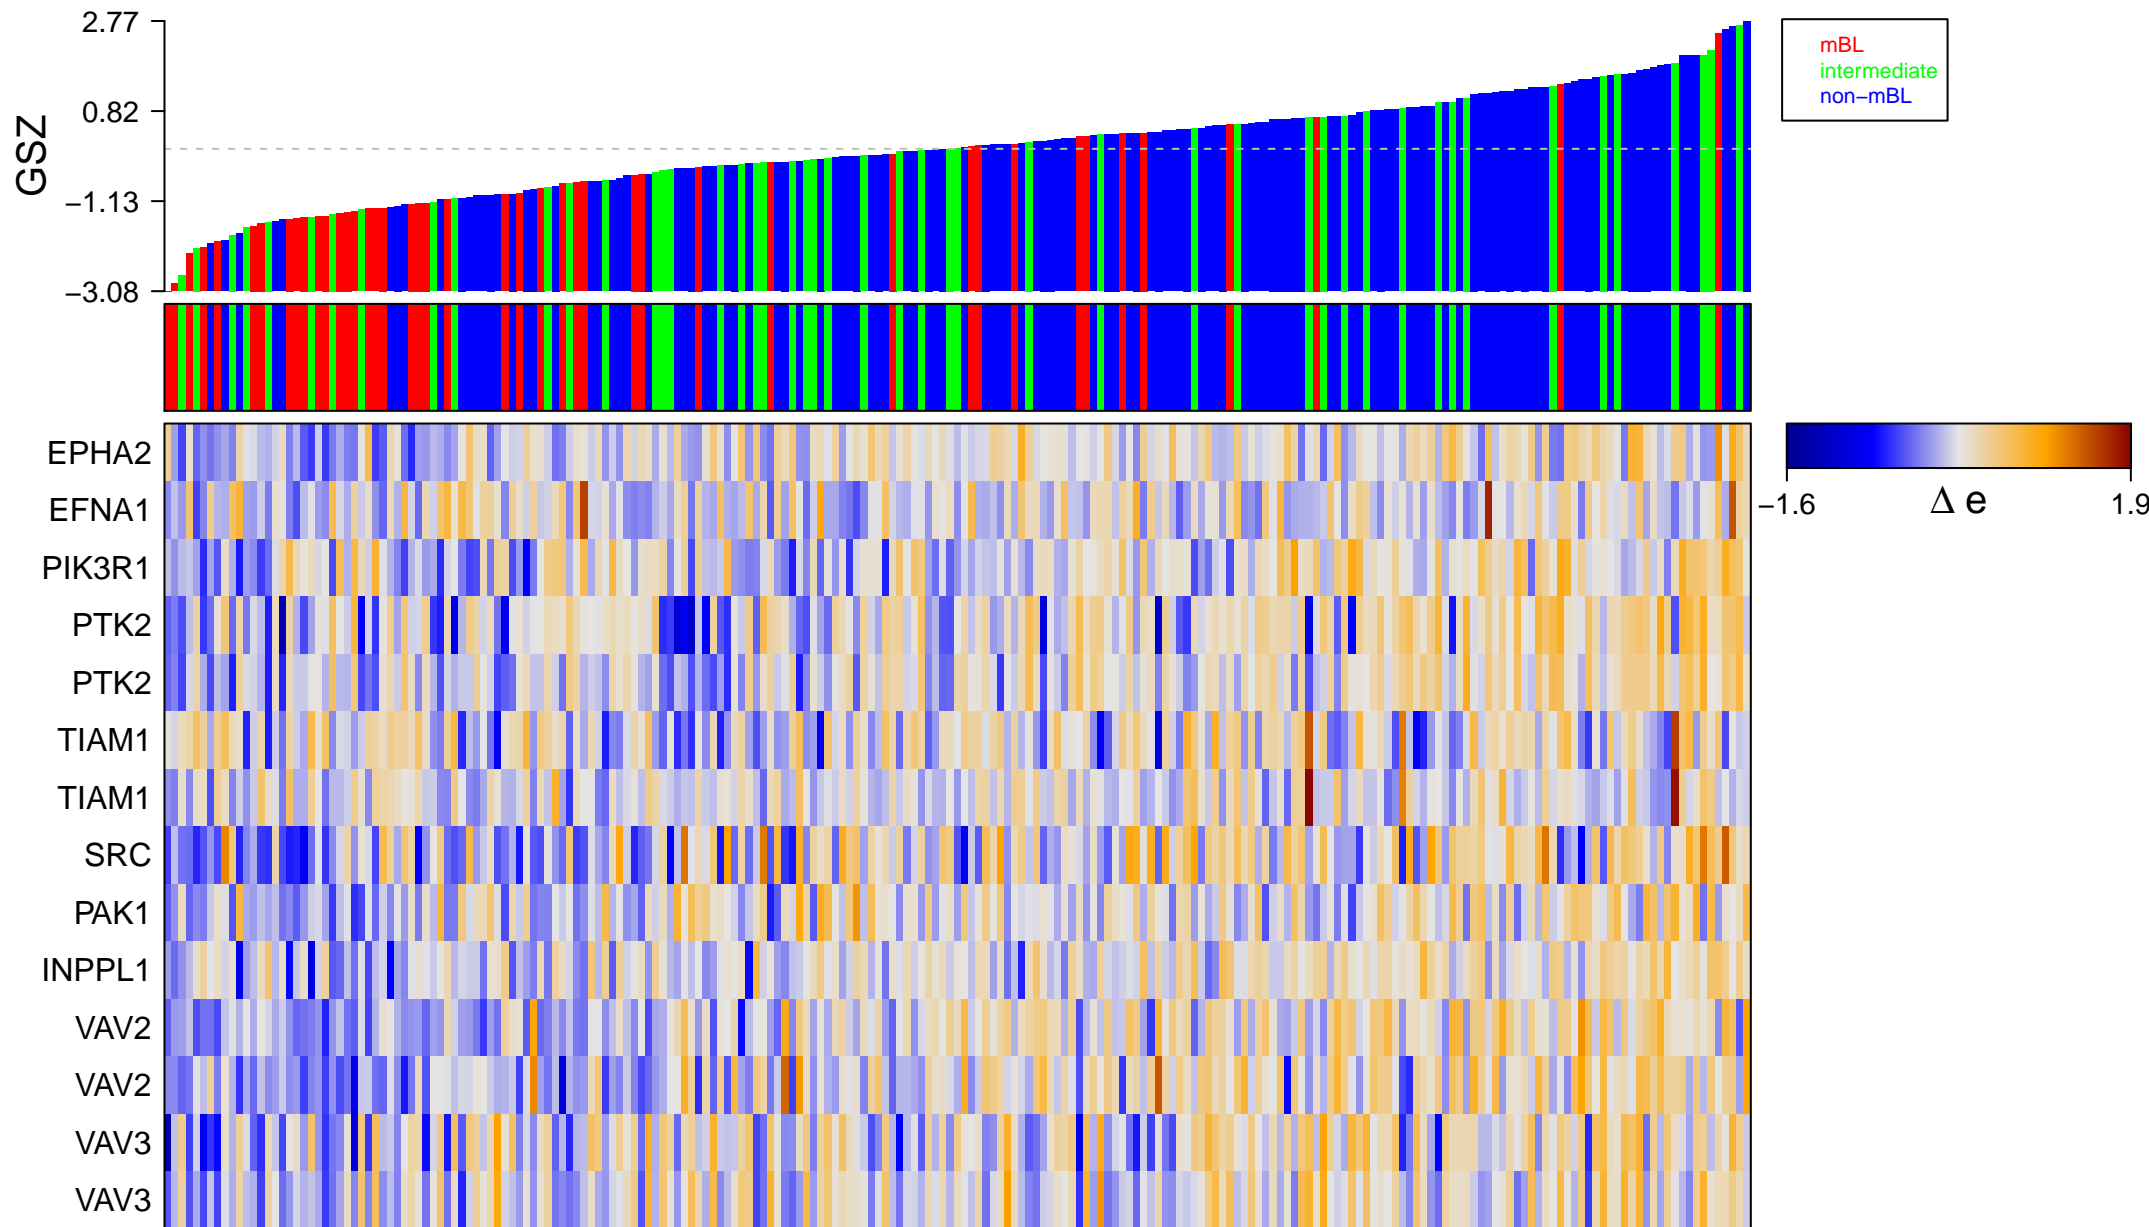 2.77
0.82
−1.13
−3.08
GSZ
mBL
intermediate
non−mBL
EPHA2
EFNA1
PIK3R1
PTK2
PTK2
TIAM1
TIAM1
SRC
PAK1
INPPL1
VAV2
VAV2
VAV3
VAV3
−1.6
Δ e
1.9